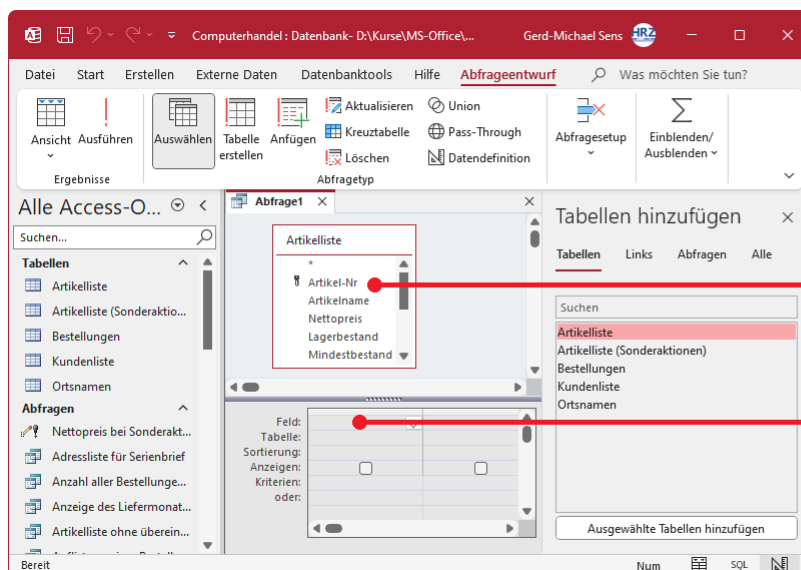 Computerhandel : Datenbank- D:\Kurse\MS-Office\...
Gerd-Michael Sens
HRZ
Datei Start Erstellen Externe Daten Datenbanktools Hilfe Abfrageentwurf Was möchten Sie tun?
Ansicht
Ausführen
Ergebnisse
Auswählen
Tabelle
erstellen
Anfügen
Aktualisieren
Kreuztabelle
Löschen
Union
Pass-Through
Datendefinition
Abfragetyp
Abfragesetup
Einblenden/
Ausblenden
Alle Access-O...
Suchen...
Tabellen
Artikelliste
Artikelliste (Sonderaktio...
Bestellungen
Kundenliste
Ortsnamen
Abfragen
Nettopreis bei Sonderakt...
Adressliste für Serienbrief
Anzahl aller Bestellunge...
Anzeige des Liefermonat...
Artikelliste ohne überein...
Abfrage1
Artikelliste
*
Artikel-Nr
Artikelname
Nettopreis
Lagerbestand
Mindestbestand
Feld:
Tabelle:
Sortierung:
Anzeigen:
Kriterien:
oder:
Tabellen hinzufügen
Tabellen Links Abfragen Alle
Suchen
Artikelliste
Artikelliste (Sonderaktionen)
Bestellungen
Kundenliste
Ortsnamen
Ausgewählte Tabellen hinzufügen
Bereit
Num
SQL